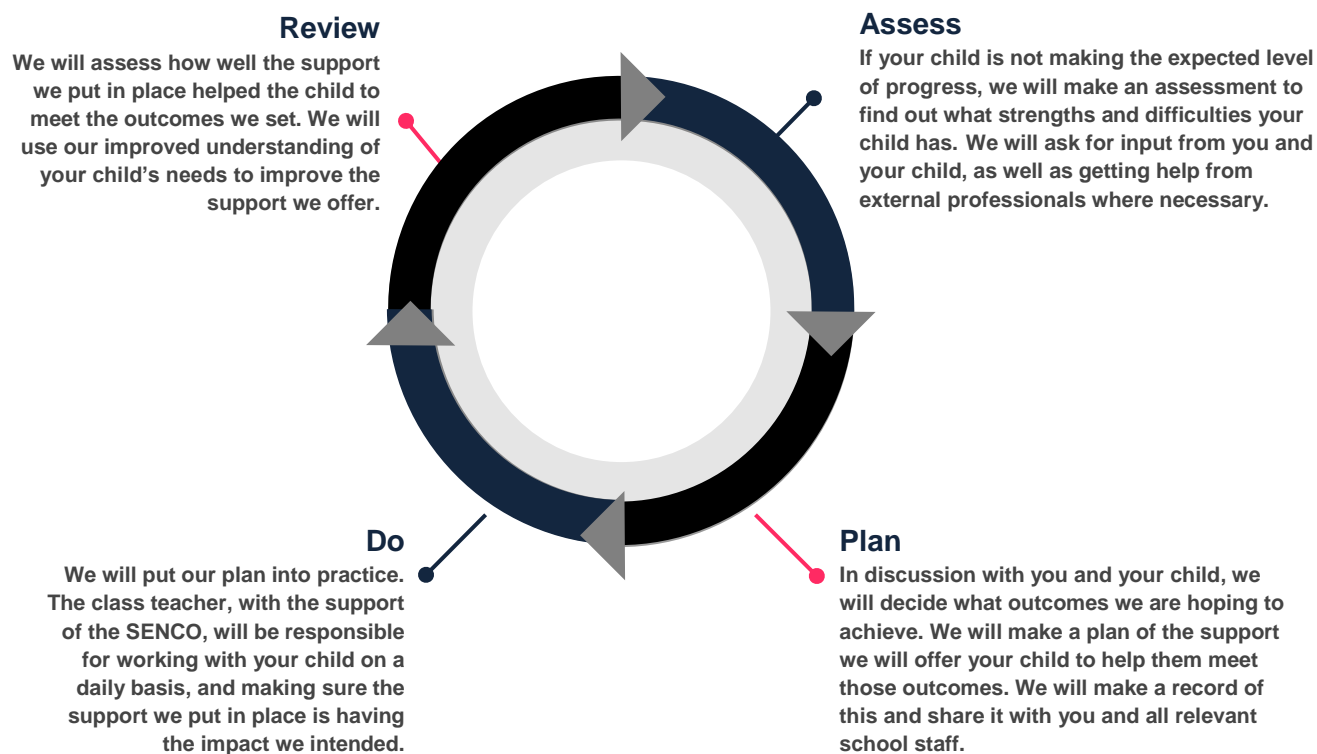 Review
We will assess how well the support
we put in place helped the child to
meet the outcomes we set. We will
use our improved understanding of
your child’s needs to improve the
support we offer.
Assess
If your child is not making the expected level
of progress, we will make an assessment to
find out what strengths and difficulties your
child has. We will ask for input from you and
your child, as well as getting help from
external professionals where necessary.
Do
We will put our plan into practice.
The class teacher, with the support
of the SENCO, will be responsible
for working with your child on a
daily basis, and making sure the
support we put in place is having
the impact we intended.
Plan
In discussion with you and your child, we
will decide what outcomes we are hoping to
achieve. We will make a plan of the support
we will offer your child to help them meet
those outcomes. We will make a record of
this and share it with you and all relevant
school staff.